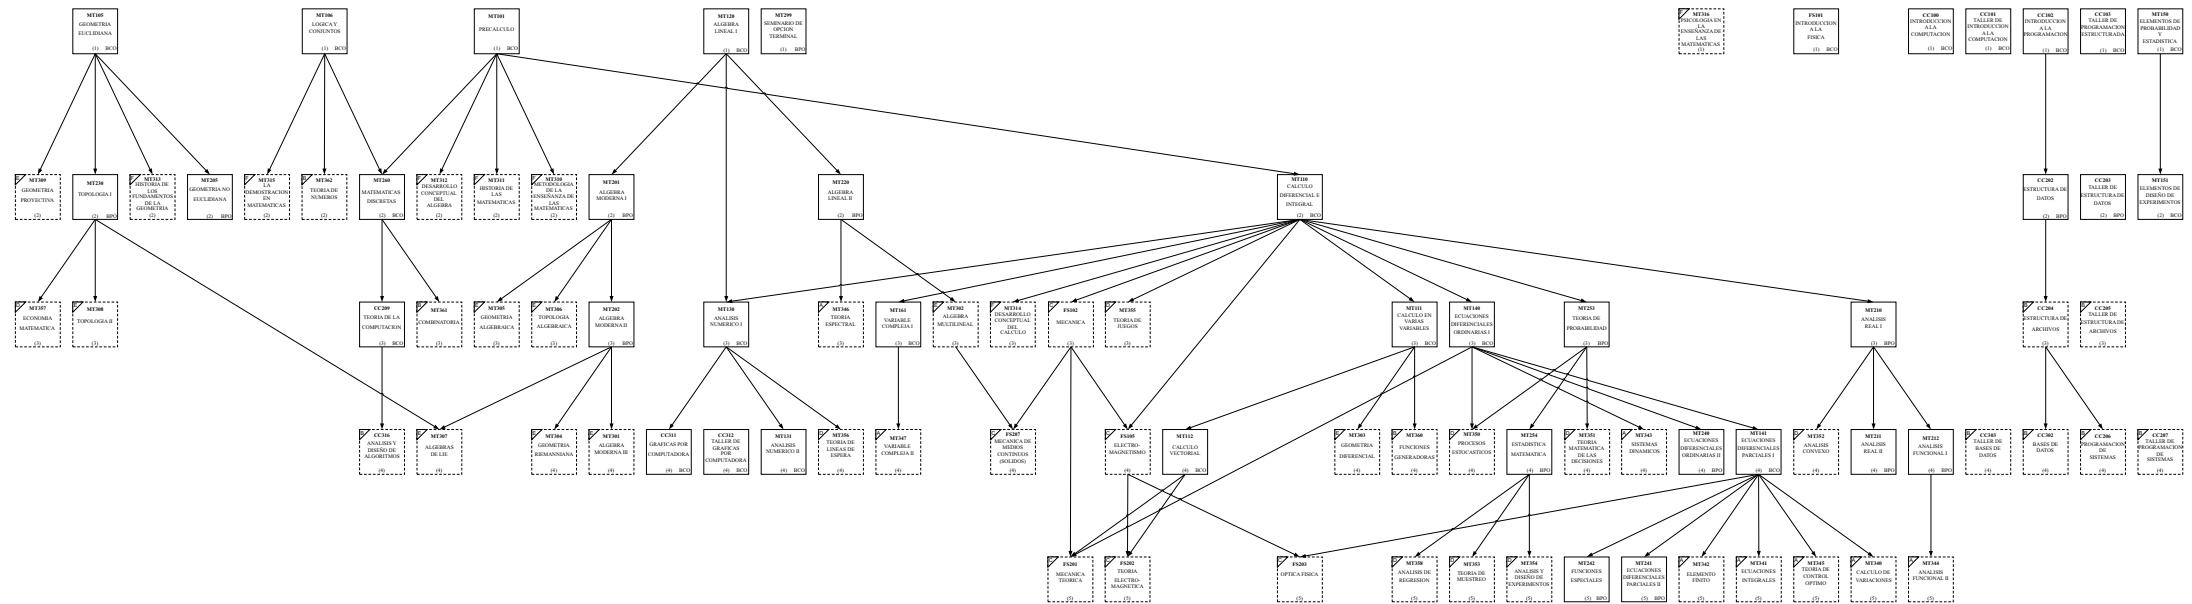 MT105
GEOMETRIA
EUCLIDIANA
(1) BCO
MT106
LOGICA Y
CONJUNTOS
(1) BCO
MT101
PRECALCULO
(1) BCO
MT120
ALGEBRA
LINEAL I
(1) BCO
MT299
SEMINARIO DE
OPCION
TERMINAL
(1) BPO
MT316
PSICOLOGIA EN
LA
ENSEÑANZA DE
LAS
MATEMATICAS
(1)
FS101
INTRODUCCION
A LA
FISICA
(1) BCO
CC100
INTRODUCCION
A LA
COMPUTACION
(1) BCO
CC101
TALLER DE
INTRODUCCION
A LA
COMPUTACION
(1) BCO
CC102
INTRODUCCION
A LA
PROGRAMACION
(1) BCO
CC103
TALLER DE
PROGRAMACION
ESTRUCTURADA
(1) BCO
MT150
ELEMENTOS DE
PROBABILIDAD
Y
ESTADISTICA
(1) BCO
MT309
GEOMETRIA
PROYECTIVA
(2)
MT230
TOPOLOGIA I
(2) BPO
MT313
HISTORIA DE
LOS
FUNDAMENTOS
DE LA
GEOMETRIA
(2)
MT205
GEOMETRIA NO
EUCLIDIANA
(2) BPO
MT315
LA
DEMOSTRACION
EN
MATEMATICAS
(2)
MT362
TEORIA DE
NUMEROS
(2)
MT260
MATEMATICAS
DISCRETAS
(2) BCO
MT312
DESARROLLO
CONCEPTUAL
DEL
ALGEBRA
(2)
MT311
HISTORIA DE
LAS
MATEMATICAS
(2)
MT310
METODOLOGIA
DE LA
ENSEÑANZA DE
LAS
MATEMATICAS
(2)
MT201
ALGEBRA
MODERNA I
(2) BPO
MT220
ALGEBRA
LINEAL II
(2) BPO
MT110
CALCULO
DIFERENCIAL E
INTEGRAL
(2) BCO
CC202
ESTRUCTURA DE
DATOS
(2) BPO
CC203
TALLER DE
ESTRUCTURA DE
DATOS
(2) BPO
MT151
ELEMENTOS DE
DISEÑO DE
EXPERIMENTOS
(2) BCO
MT357
ECONOMIA
MATEMATICA
(3)
MT308
TOPOLOGIA II
(3)
CC209
TEORIA DE LA
COMPUTACION
(3) BCO
MT361
COMBINATORIA
(3)
MT305
GEOMETRIA
ALGEBRAICA
(3)
MT306
TOPOLOGIA
ALGEBRAICA
(3)
MT202
ALGEBRA
MODERNA II
(3) BPO
MT130
ANALISIS
NUMERICO I
(3) BCO
MT346
TEORIA
ESPECTRAL
(3)
MT161
VARIABLE
COMPLEJA I
(3) BCO
MT302
ALGEBRA
MULTILINEAL
(3)
MT314
DESARROLLO
CONCEPTUAL
DEL
CALCULO
(3)
FS102
MECANICA
(3)
MT355
TEORIA DE
JUEGOS
(3)
MT111
CALCULO EN
VARIAS
VARIABLES
(3) BCO
MT140
ECUACIONES
DIFERENCIALES
ORDINARIAS I
(3) BCO
MT253
TEORIA DE
PROBABILIDAD
(3) BPO
MT210
ANALISIS
REAL I
(3) BPO
CC204
ESTRUCTURA DE
ARCHIVOS
(3)
CC205
TALLER DE
ESTRUCTURA DE
ARCHIVOS
(3)
CC316
ANALISIS Y
DISEÑO DE
ALGORITMOS
(4)
MT307
ALGEBRAS
DE LIE
(4)
MT304
GEOMETRIA
RIEMANNIANA
(4)
MT301
ALGEBRA
MODERNA III
(4)
CC311
GRAFICAS POR
COMPUTADORA
(4) BCO
CC312
TALLER DE
GRAFICAS
POR
COMPUTADORA
(4) BCO
MT131
ANALISIS
NUMERICO II
(4) BCO
MT356
TEORIA DE
LINEAS DE
ESPERA
(4)
MT347
VARIABLE
COMPLEJA II
(4)
FS207
MECANICA DE
MEDIOS
CONTINUOS
(SOLIDOS)
(4)
FS105
ELECTRO-
MAGNETISMO
(4)
MT112
CALCULO
VECTORIAL
(4) BCO
MT303
GEOMETRIA
DIFERENCIAL
(4)
MT360
FUNCIONES
GENERADORAS
(4)
MT350
PROCESOS
ESTOCASTICOS
(4)
MT254
ESTADISTICA
MATEMATICA
(4) BPO
MT351
TEORIA
MATEMATICA
DE LAS
DECISIONES
(4)
MT343
SISTEMAS
DINAMICOS
(4)
MT240
ECUACIONES
DIFERENCIALES
ORDINARIAS II
(4) BPO
MT141
ECUACIONES
DIFERENCIALES
PARCIALES I
(4) BCO
MT352
ANALISIS
CONVEXO
(4)
MT211
ANALISIS
REAL II
(4) BPO
MT212
ANALISIS
FUNCIONAL I
(4) BPO
CC303
TALLER DE
BASES DE
DATOS
(4)
CC302
BASES DE
DATOS
(4)
CC206
PROGRAMACION
DE
SISTEMAS
(4)
CC207
TALLER DE
PROGRAMACION
DE
SISTEMAS
(4)
FS201
MECANICA
TEORICA
(5)
FS202
TEORIA
ELECTRO-
MAGNETICA
(5)
FS203
OPTICA FISICA
(5)
MT358
ANALISIS DE
REGRESION
(5)
MT353
TEORIA DE
MUESTREO
(5)
MT354
ANALISIS Y
DISEÑO DE
EXPERIMENTOS
(5)
MT242
FUNCIONES
ESPECIALES
(5) BPO
MT241
ECUACIONES
DIFERENCIALES
PARCIALES II
(5) BPO
MT342
ELEMENTO
FINITO
(5)
MT341
ECUACIONES
INTEGRALES
(5)
MT345
TEORIA DE
CONTROL
OPTIMO
(5)
MT340
CALCULO DE
VARIACIONES
(5)
MT344
ANALISIS
FUNCIONAL II
(5)